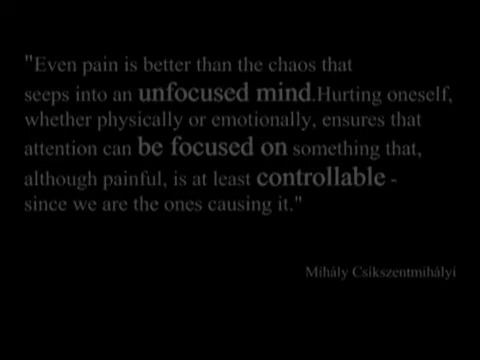 "Even pain is better than the chaos that
seeps into an unfocused mind.Hurting oneself,
whether physically or emotionally, ensures that
attention can be focused on something that,
although painful, is at least controllable -
since we are the ones causing it."
Mihály Csíkszentmihályi